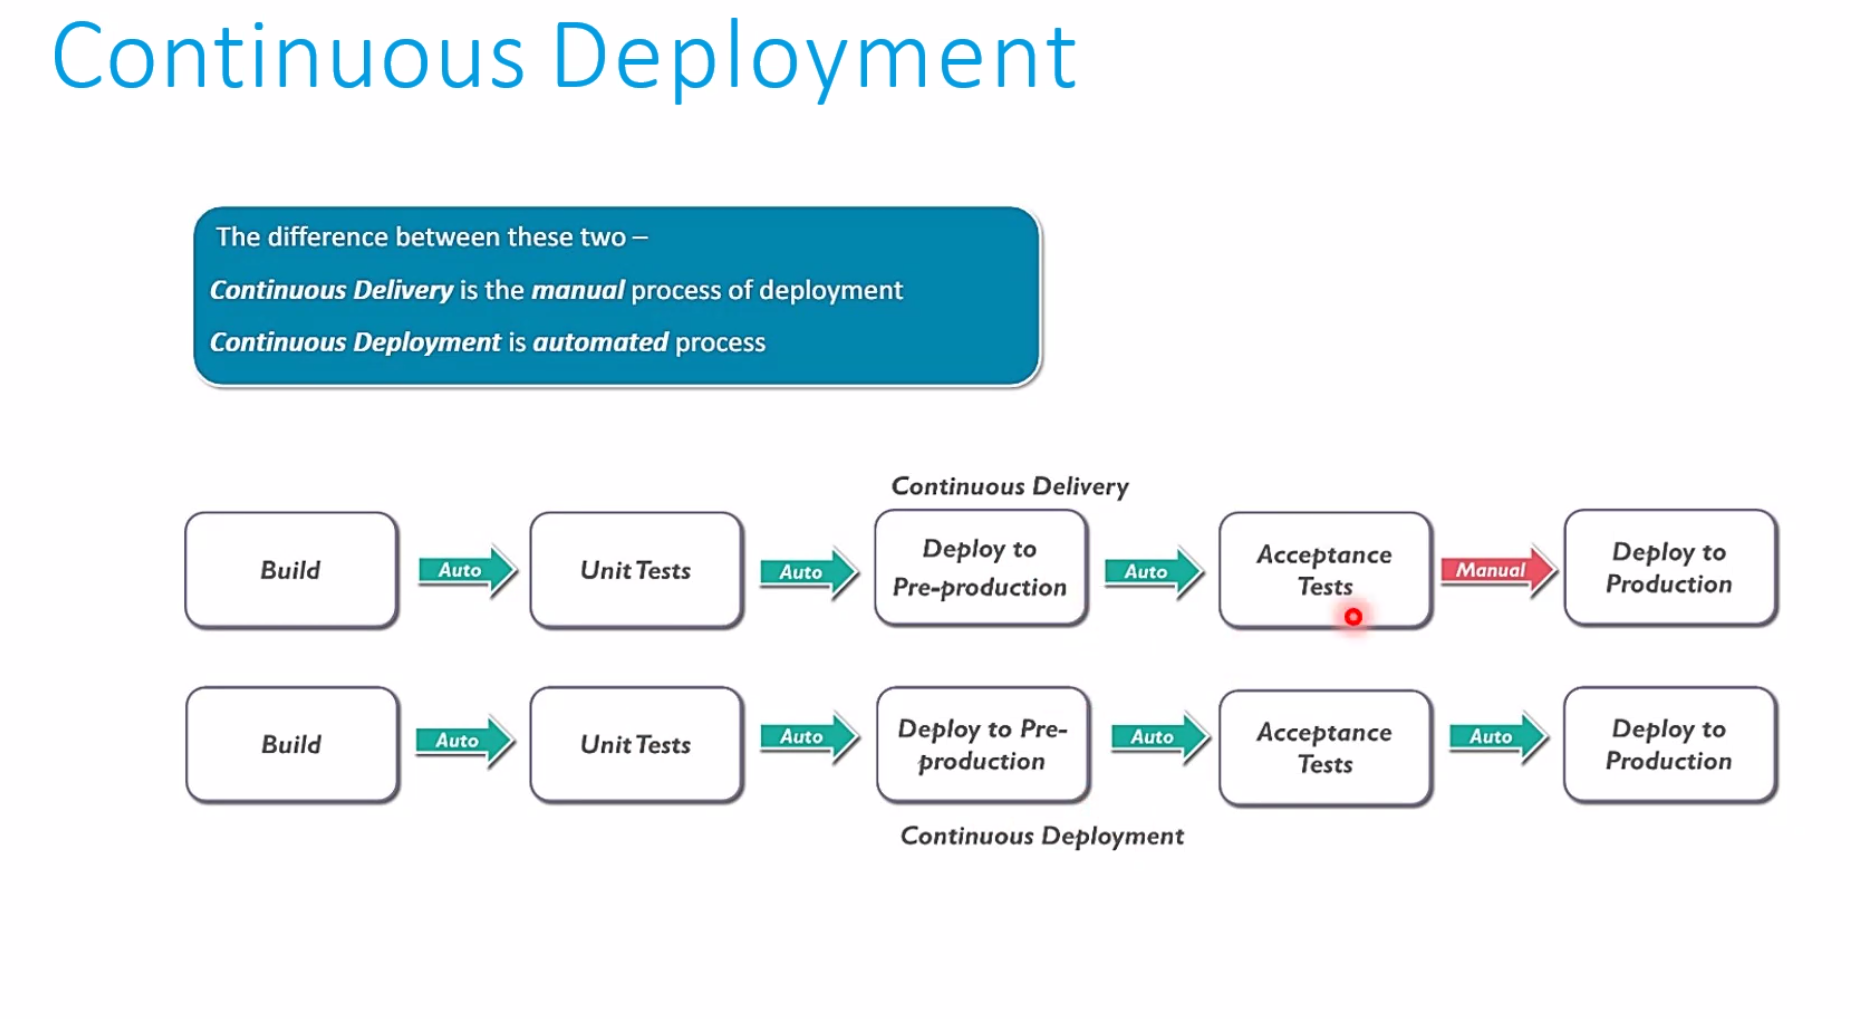 Continuous Deployment
The difference between these two –
Continuous Delivery is the manual process of deployment
Continuous Deployment is automated process
Continuous Delivery
Build
Auto
Unit Tests
Auto
Deploy to
Pre-production
Auto
Acceptance
Tests
Manual
Deploy to
Production
Build
Auto
Unit Tests
Auto
Deploy to Pre-
production
Auto
Acceptance
Tests
Auto
Deploy to
Production
Continuous Deployment